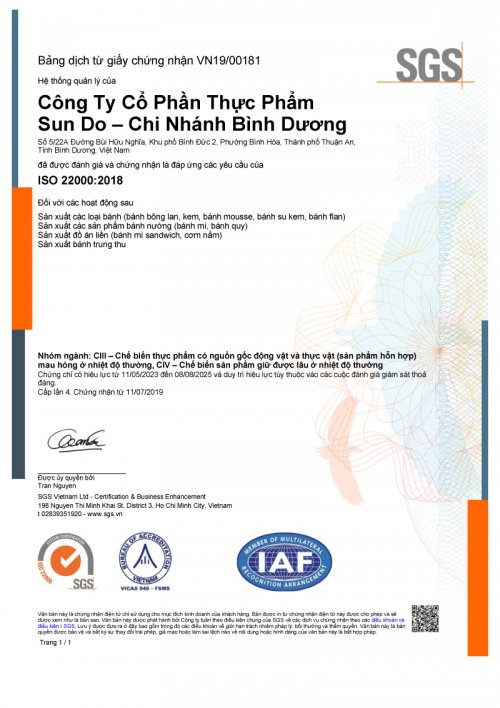 Bảng dịch từ giấy chứng nhận VN19/00181
SGS
Hệ thống quản lý của
Công Ty Cổ Phần Thực Phẩm
Sun Do – Chi Nhánh Bình Dương
Số 5/22A Đường Bùi Hữu Nghĩa, Khu phố Bình Đức 2, Phường Bình Hòa, Thành phố Thuận An,
Tỉnh Bình Dương, Việt Nam
đã được đánh giá và chứng nhận là đáp ứng các yêu cầu của
ISO 22000:2018
Đối với các hoạt động sau
Sản xuất các loại bánh (bánh bông lan, kem, bánh mousse, bánh su kem, bánh flan)
Sản xuất các sản phẩm bánh nướng (bánh mì, bánh quy)
Sản xuất đồ ăn liền (bánh mì sandwich, cơm nắm)
Sản xuất bánh trung thu
Nhóm ngành: CIII – Chế biến thực phẩm có nguồn gốc động vật và thực vật (sản phẩm hỗn hợp)
mau hỏng ở nhiệt độ thường, CIV – Chế biến sản phẩm giữ được lâu ở nhiệt độ thường
Chứng chỉ có hiệu lực từ 11/05/2023 đến 08/08/2025 và duy trì hiệu lực tùy thuộc vào các cuộc đánh giá giám sát thoả
đáng.
Cấp lần 4. Chứng nhận từ 11/07/2019
Được ủy quyền bởi
Tran Nguyen
SGS Vietnam Ltd - Certification & Business Enhancement
198 Nguyen Thi Minh Khai St, District 3, Ho Chi Minh City, Vietnam
t 02839351920 - www.sgs.vn
SYSTEM CERTIFICATION
ISO 22000
SGS
BUREAU OF ACCREDITATION
VIETNAM
VICAS 049 - FSMS
MEMBER OF MULTILATERAL
IAF
RECOGNITION ARRANGEMENT
Văn bản này là chứng nhận điện tử chỉ sử dụng cho mục đích kinh doanh của khách hàng. Bản được in từ chứng nhận điện tử này được cho phép và sẽ
được xem như là bản sao. Văn bản này được phát hành bởi Công ty tuân theo điều kiện chung của SGS về các dịch vụ chứng nhận theo các điều khoản và
điều kiện | SGS. Lưu ý được đưa ra ở đây bao gồm trong đó các điều khoản về giới hạn trách nhiệm pháp lý, bồi thường và thẩm quyền. Văn bản này là bản
quyền được bảo vệ và bất kỳ sự thay đổi trái phép, giả mạo hoặc làm sai lệch nào về nội dung hoặc hình dáng của văn bản này là bất hợp pháp.
Trang 1 / 1